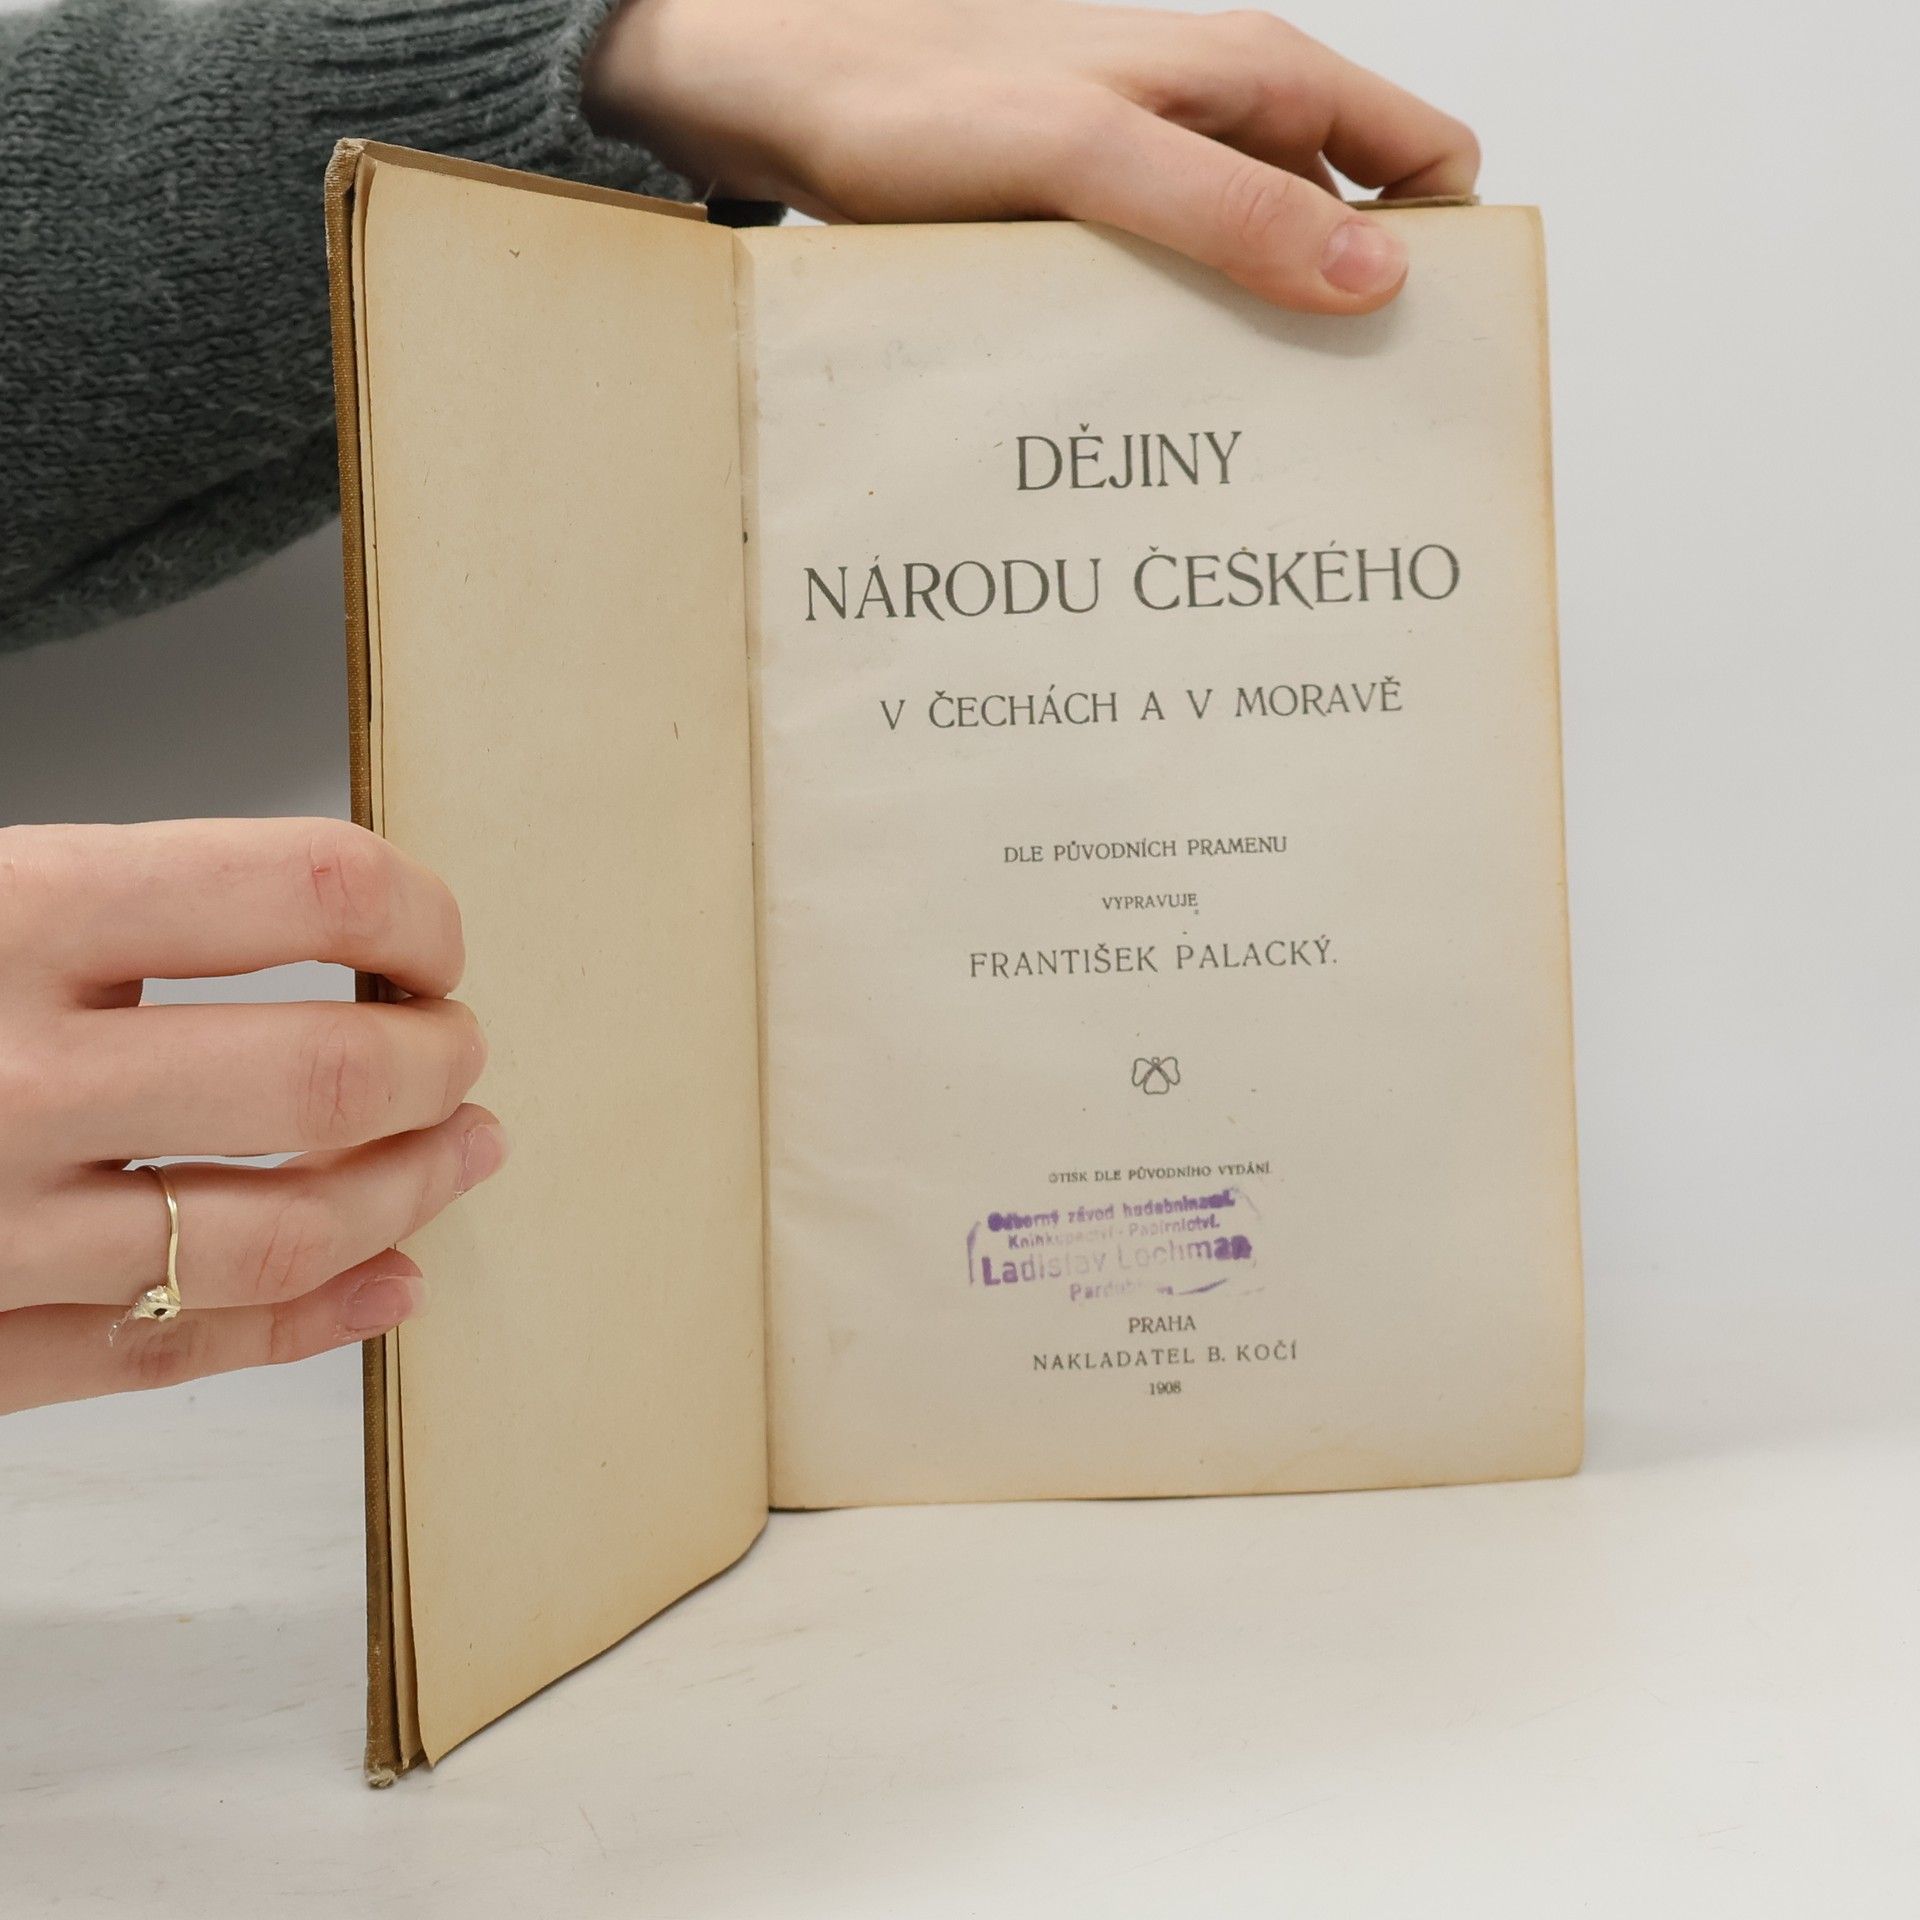 DĚJINY
NÁRODU ČESKÉHO
V ČECHÁCH A V MORAVĚ
DLE PŮVODNÍCH PRAMENU
VYPRAVUJE
FRANTIŠEK PALACKÝ.
OTISK DLE PŮVODNÍHO VYDÁNÍ
Odborný závod hudebnin
Knihkupectví - Papírnictví.
Ladislav Lochman,
PRAHA
NAKLADATEL B. KOČÍ
1908